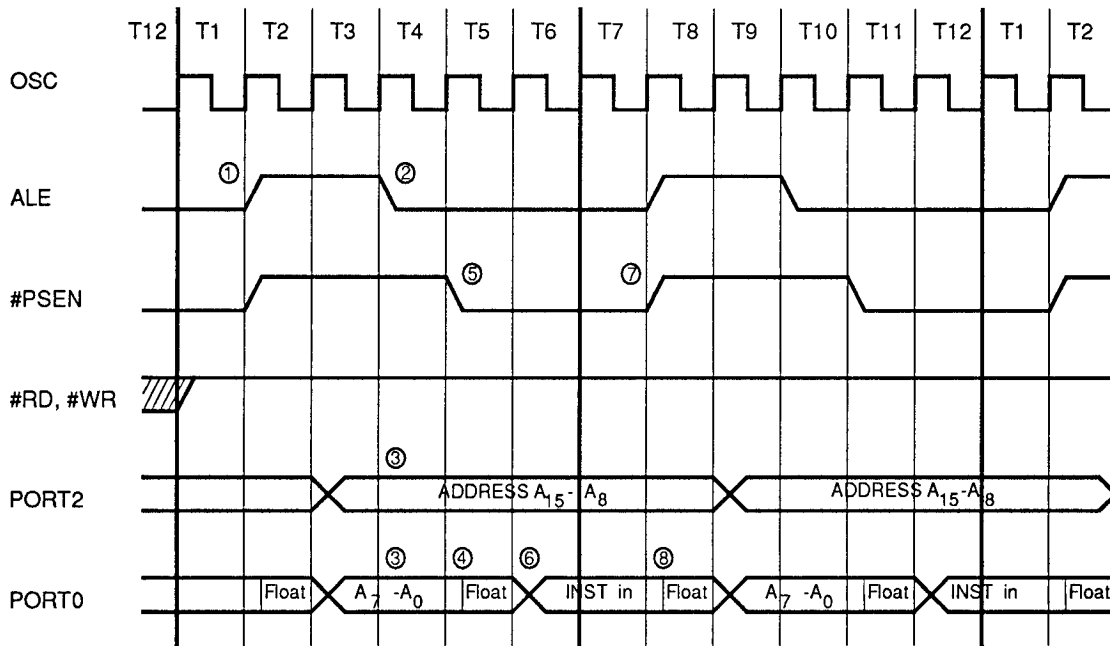 T12 T1 T2 T3 T4 T5 T6 T7 T8 T9 T10 T11 T12 T1 T2
OSC
① ②
ALE
⑤ ⑦
#PSEN
#RD, #WR
③
PORT2 ADDRESS A15 - A8 ADDRESS A15-A8
③ ④ ⑥ ⑧
PORT0 Float A7 -A0 Float INST in Float A7 -A0 Float INST in Float